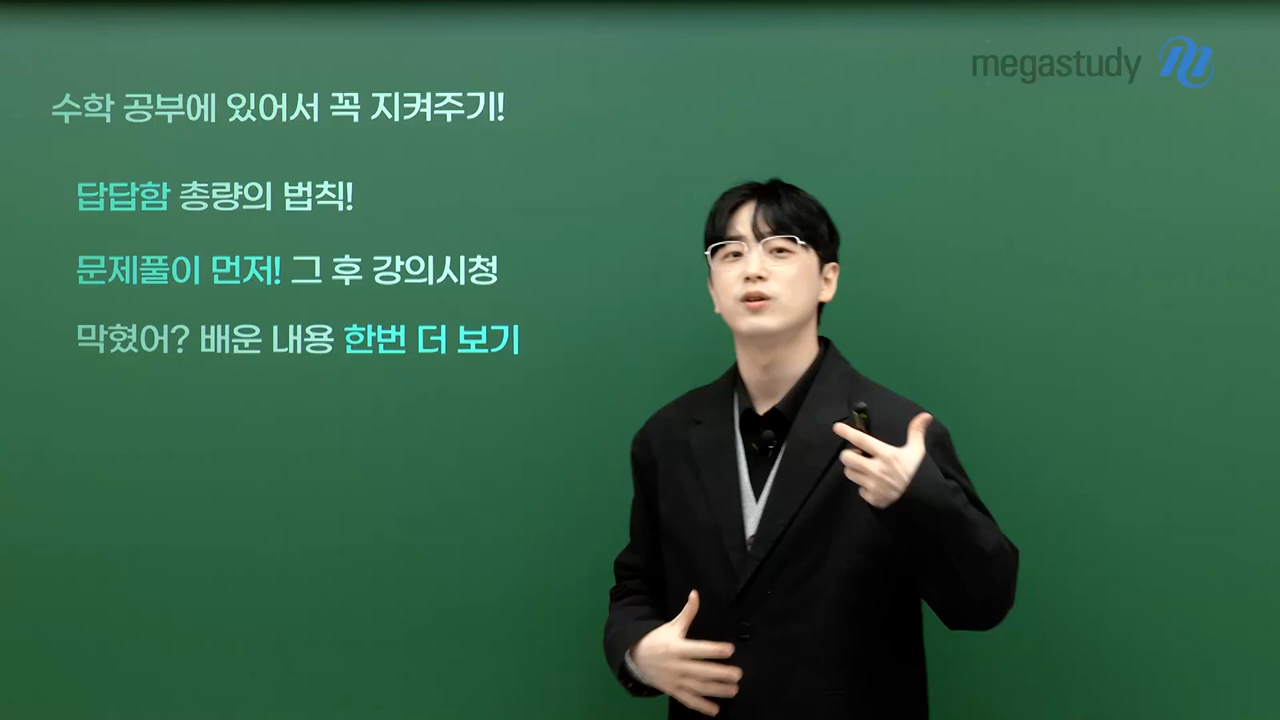 megastudy
수학 공부에 있어서 꼭 지켜주기!
답답함 총량의 법칙!
문제풀이 먼저! 그 후 강의시청
막혔어? 배운 내용 한번 더 보기